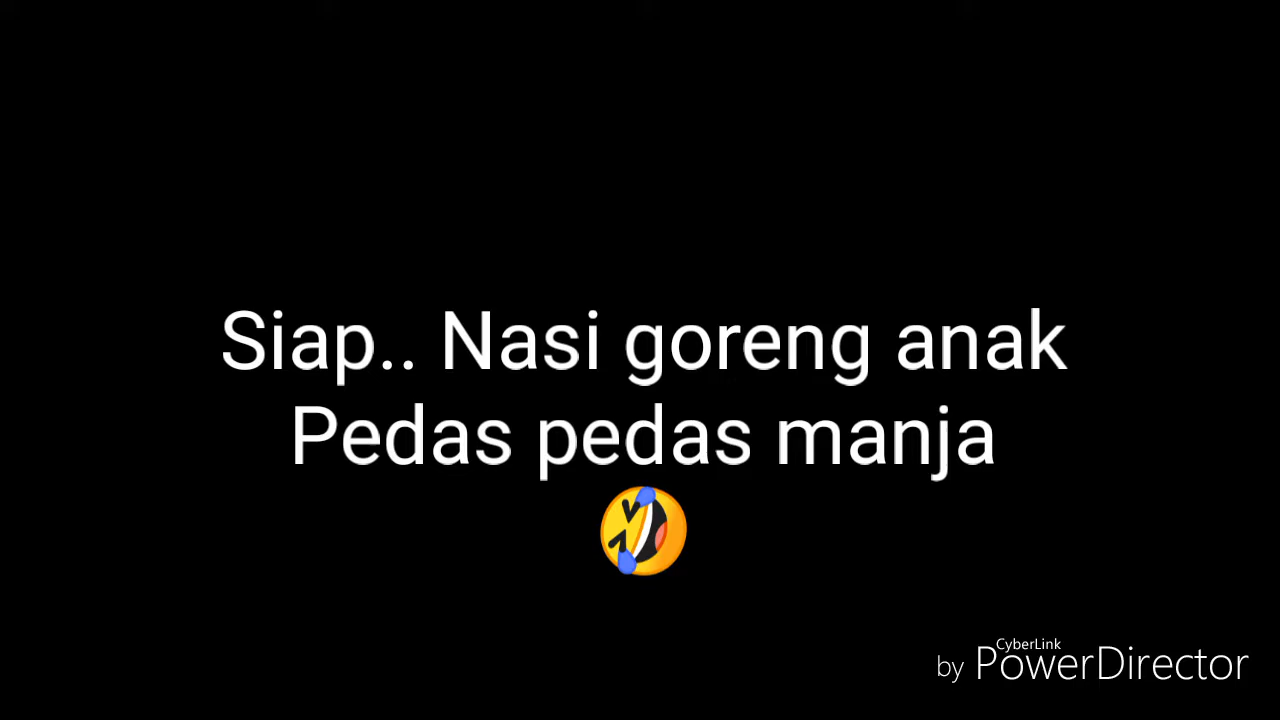 Siap.. Nasi goreng anak
Pedas pedas manja
🤣
by CyberLink PowerDirector